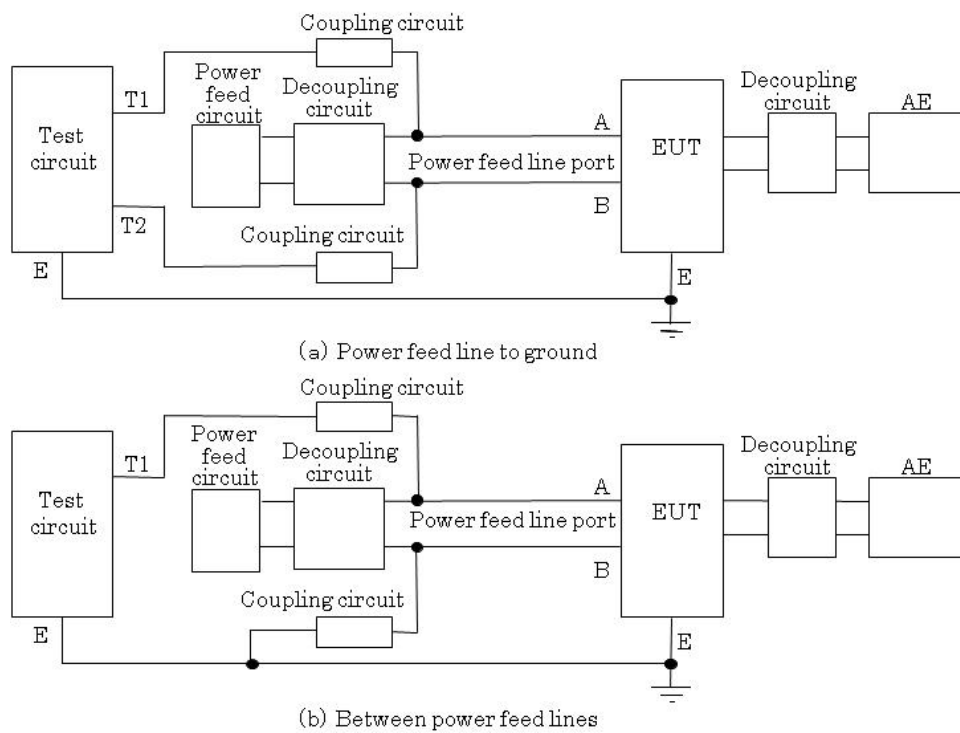 Coupling circuit
Power
feed
circuit
Decoupling
circuit
Decoupling
circuit
AE
T1
Test
circuit
A
EUT
Power feed line port
B
T2
Coupling circuit
E
E
(a) Power feed line to ground
Coupling circuit
Power
feed
circuit
Decoupling
circuit
Decoupling
circuit
AE
T1
Test
circuit
A
EUT
Power feed line port
B
Coupling circuit
E
E
(b) Between power feed lines